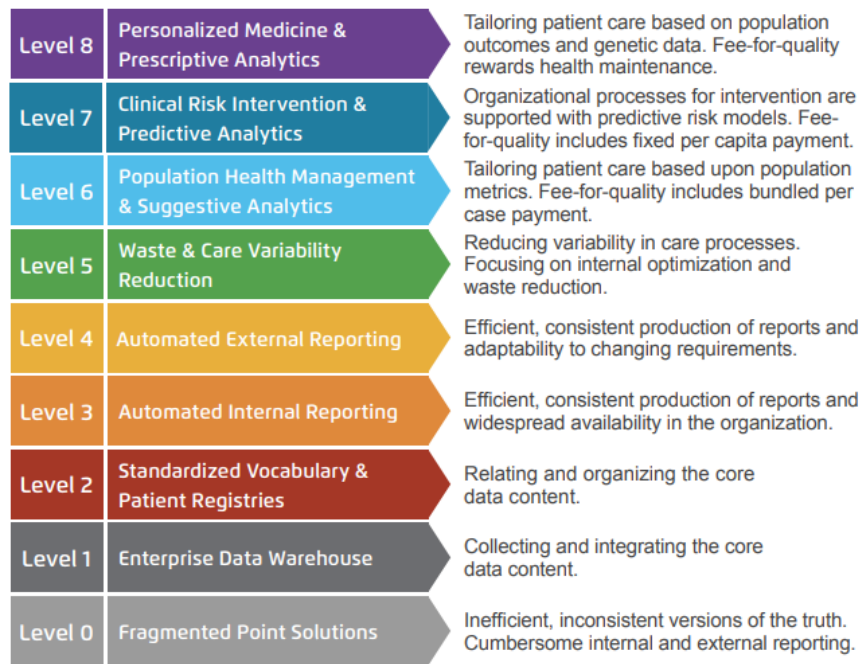 Level 8
Personalized Medicine &
Prescriptive Analytics
Tailoring patient care based on population
outcomes and genetic data. Fee-for-quality
rewards health maintenance.
Level 7
Clinical Risk Intervention &
Predictive Analytics
Organizational processes for intervention are
supported with predictive risk models. Fee-
for-quality includes fixed per capita payment.
Level 6
Population Health Management
& Suggestive Analytics
Tailoring patient care based upon population
metrics. Fee-for-quality includes bundled per
case payment.
Level 5
Waste & Care Variability
Reduction
Reducing variability in care processes.
Focusing on internal optimization and
waste reduction.
Level 4
Automated External Reporting
Efficient, consistent production of reports and
adaptability to changing requirements.
Level 3
Automated Internal Reporting
Efficient, consistent production of reports and
widespread availability in the organization.
Level 2
Standardized Vocabulary &
Patient Registries
Relating and organizing the core
data content.
Level 1
Enterprise Data Warehouse
Collecting and integrating the core
data content.
Level 0
Fragmented Point Solutions
Inefficient, inconsistent versions of the truth.
Cumbersome internal and external reporting.